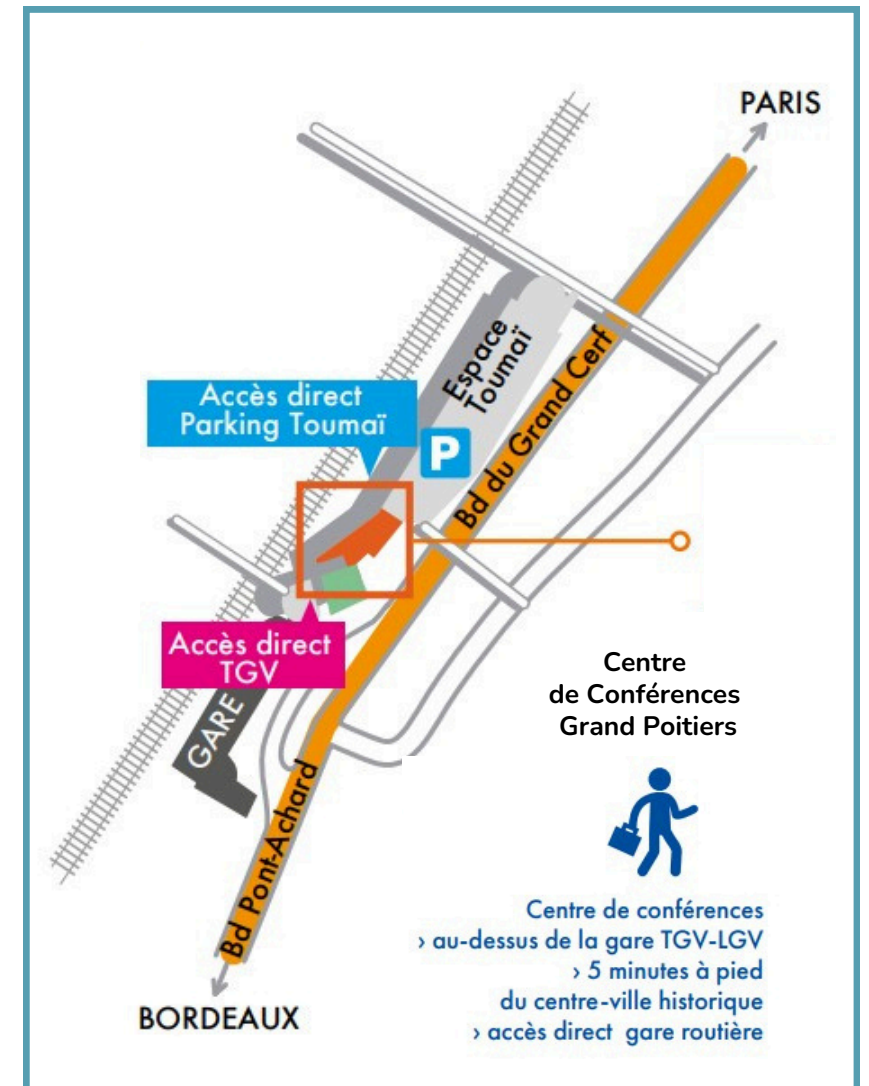 PARIS
Espace
Toumaï
Accès direct
Parking Toumaï
P
Bd du Grand Cerf
Accès direct
TGV
GARE
Centre
de Conférences
Grand Poitiers
Bd Pont-Achard
Centre de conférences
› au-dessus de la gare TGV-LGV
› 5 minutes à pied
du centre-ville historique
› accès direct gare routière
BORDEAUX